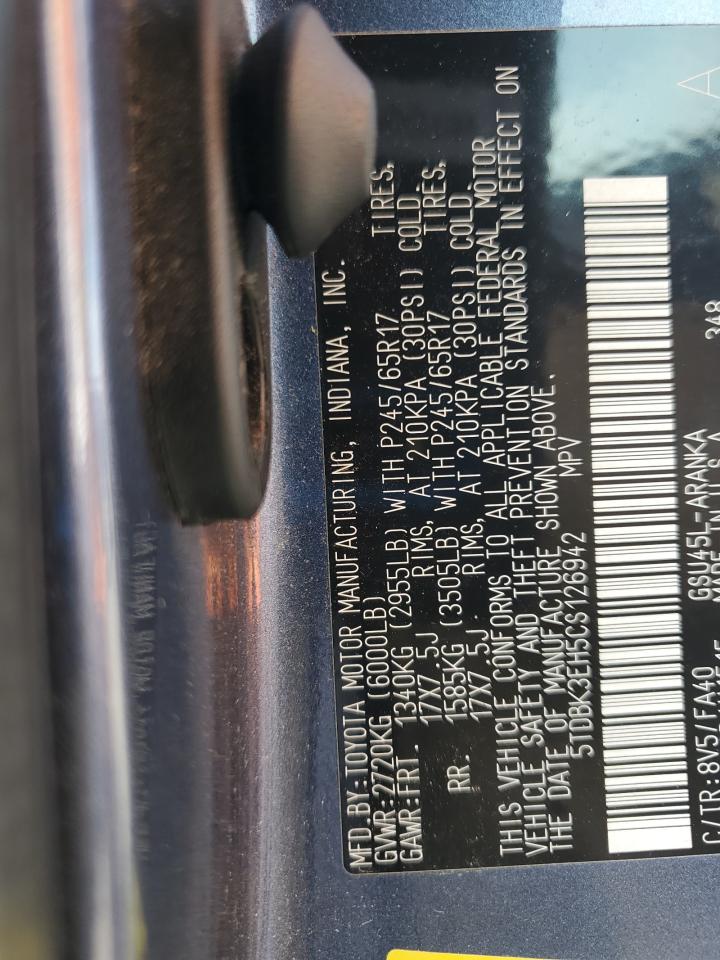 MFD.BY:TOYOTA MOTOR MANUFACTURING, INDIANA, INC.
GVWR:2720KG (6000LB)
GAWR:FRT. 1340KG (2955LB) WITH P245/65R17 TIRES,
17X7.5J RIMS, AT 210KPA (30PSI) COLD.
RR. 1585KG (3505LB) WITH P245/65R17 TIRES,
17X7.5J RIMS, AT 210KPA (30PSI) COLD.
THIS VEHICLE CONFORMS TO ALL APPLICABLE FEDERAL MOTOR
VEHICLE SAFETY AND THEFT PREVENTION STANDARDS IN EFFECT ON
THE DATE OF MANUFACTURE SHOWN ABOVE.
5TDBK3EH5CS126942 MPV
A
C/TR:8V5/FA40 GSU45L-ARANKA 348